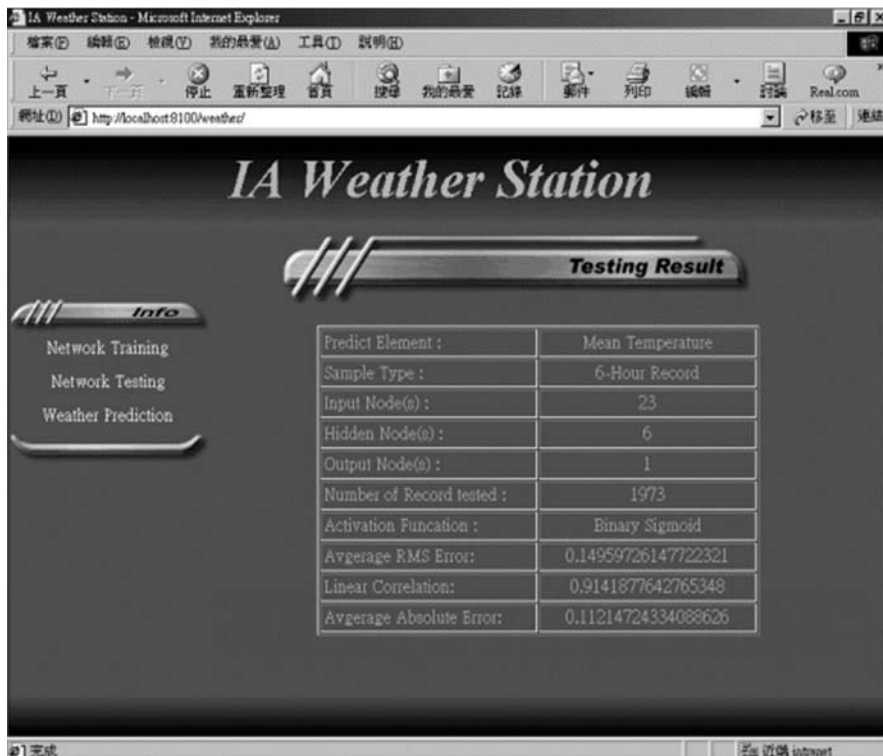 IA Weather Station - Microsoft Internet Explorer
檔案(F) 編輯(E) 檢視(V) 我的最愛(A) 工具(T) 說明(H)
上一頁 下一頁 停止 重新整理 首頁 搜尋 我的最愛 記錄 郵件 列印 編輯 討論 Real.com
網址(D) http://localhost:8100/weather/ 移至 連結
IA Weather Station
Testing Result
Info
Network Training
Network Testing
Weather Prediction
Predict Element : Mean Temperature
Sample Type : 6-Hour Record
Input Node(s) : 23
Hidden Node(s) : 6
Output Node(s) : 1
Number of Record tested : 1973
Activation Funcation : Binary Sigmoid
Avgerage RMS Error: 0.14959726147722321
Linear Correlation: 0.9141877642765348
Avgerage Absolute Error: 0.11214724334088626
完成 近端 intranet